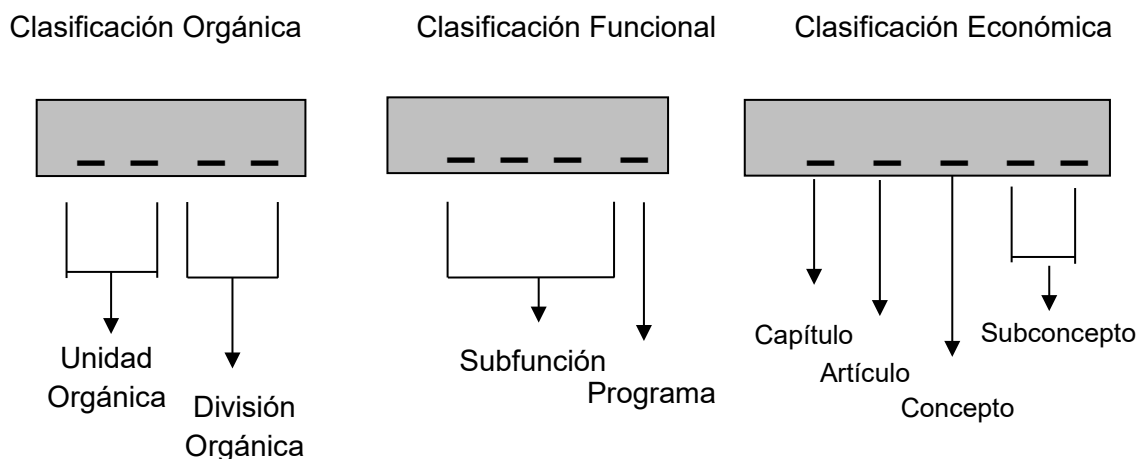 Clasificación Orgánica
Clasificación Funcional
Clasificación Económica
Unidad
Orgánica
División
Orgánica
Subfunción
Programa
Capítulo
Artículo
Concepto
Subconcepto